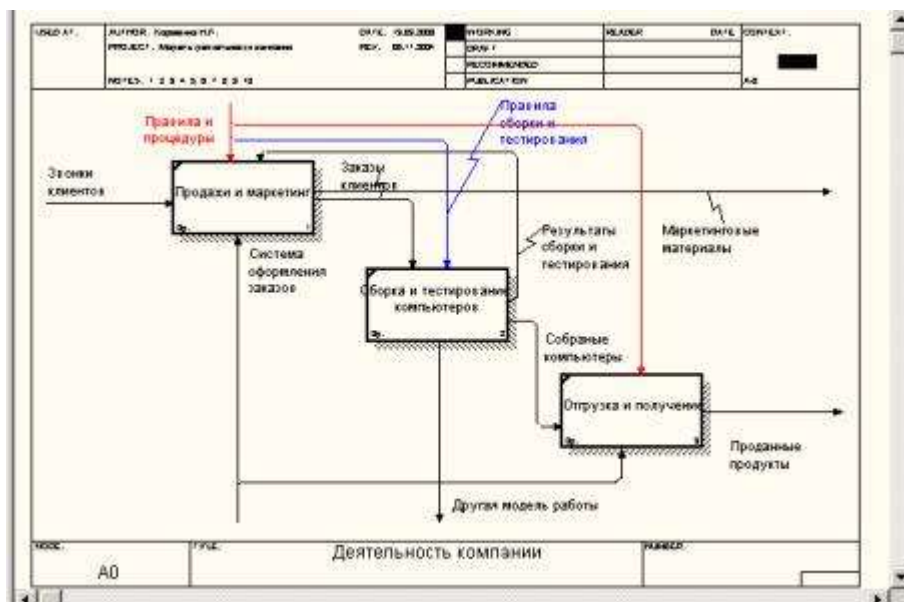 USED AT:
AUTHOR:
DATE:
WORKING
READER
DATE
CONTEXT:
PROJECT:
REV:
DRAFT
RECOMMENDED
NOTES: 1 2 3 4 5 6 7 8 9 10
PUBLICATION
A-0
Правила и
процедуры
Правила
сборки и
тестирования
Звонки
клиентов
Продажи и маркетинг
Заказы
клиентов
Маркетинговые
материалы
Система
оформления
заказов
Результаты
сборки и
тестирования
Сборка и тестирование
компьютеров
Собраные
компьютеры
Отгрузка и получение
Проданные
продукты
Другая модель работы
NODE:
TITLE:
NUMBER:
Деятельность компании
A0